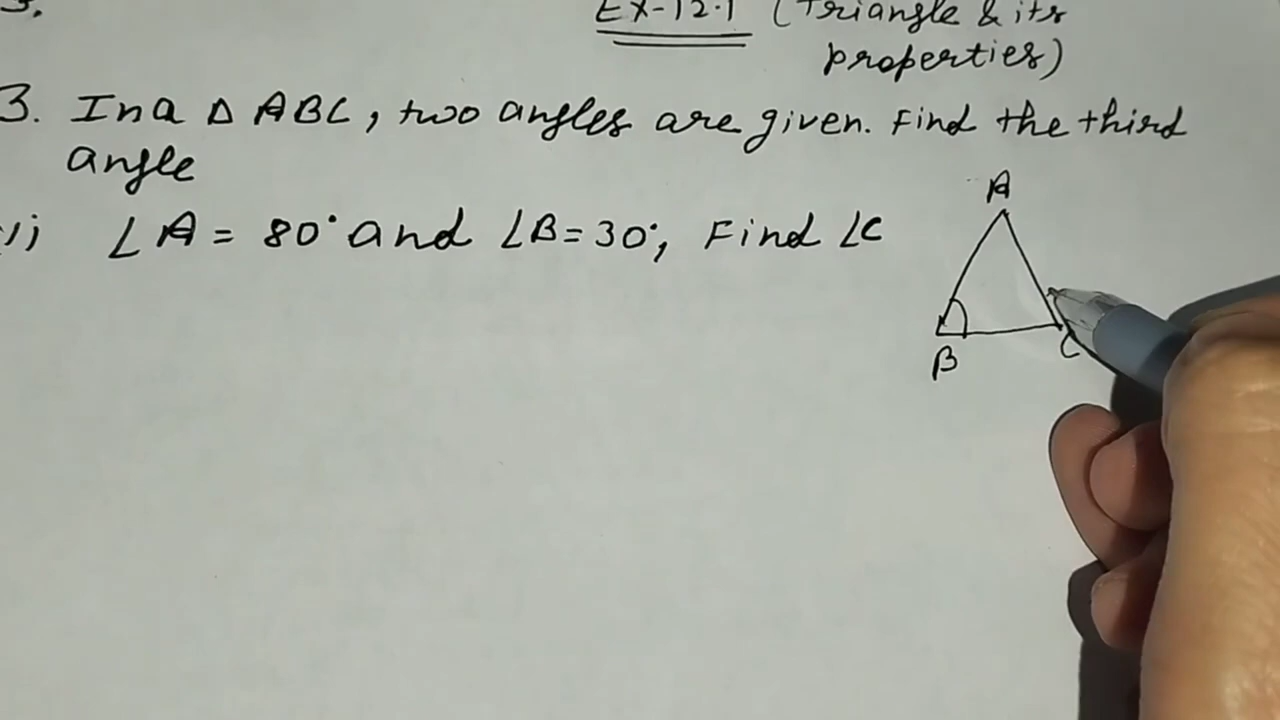 3.
Ex-12.1 (Triangle & its
properties)
3. In a Δ ABC, two angles are given. Find the third
angle
i) ∠A = 80° and ∠B = 30°, Find ∠C
A
B
C